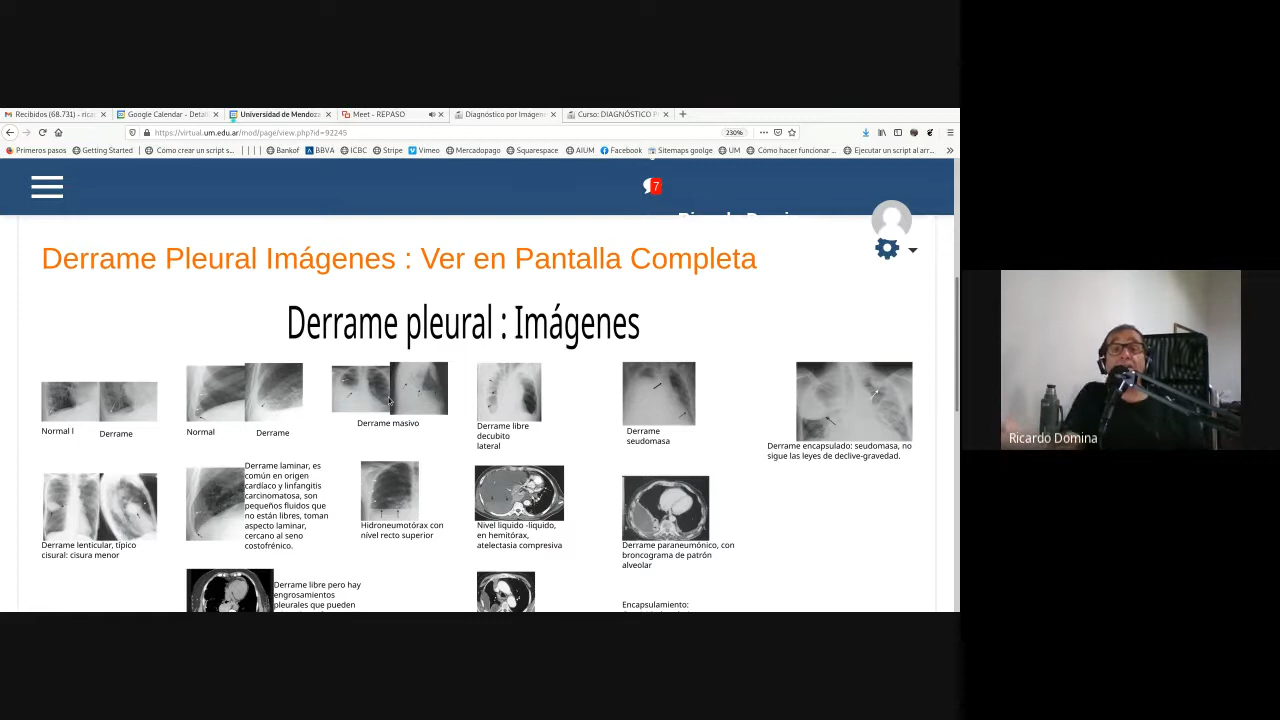 Recibidos (68.731) - rica
Google Calendar - Detall
Universidad de Mendoza
Meet - REPASO
Diagnóstico por Imágene
Curso: DIAGNÓSTICO P
https://virtual.um.edu.ar/mod/page/view.php?id=92245
230%
Primeros pasos
Getting Started
Cómo crear un script s...
Bankof
BBVA
ICBC
Stripe
Vimeo
Mercadopago
Squarespace
AIUM
Facebook
Sitemaps goolge
UM
Cómo hacer funcionar ...
Ejecutar un script al arr...
7
Derrame Pleural Imágenes : Ver en Pantalla Completa
Derrame pleural : Imágenes
Normal l
Derrame
Normal
Derrame
Derrame masivo
Derrame libre
decubito
lateral
Derrame
seudomasa
Derrame encapsulado: seudomasa, no
sigue las leyes de declive-gravedad.
Derrame lenticular, típico
cisural: cisura menor
Derrame laminar, es
común en origen
cardíaco y linfangitis
carcinomatosa, son
pequeños fluidos que
no están libres, toman
aspecto laminar,
cercano al seno
costofrénico.
Hidroneumotórax con
nivel recto superior
Nivel liquido -liquido,
en hemitórax,
atelectasia compresiva
Derrame paraneumónico, con
broncograma de patrón
alveolar
Derrame libre pero hay
engrosamientos
pleurales que pueden
Encapsulamiento:
Ricardo Domina